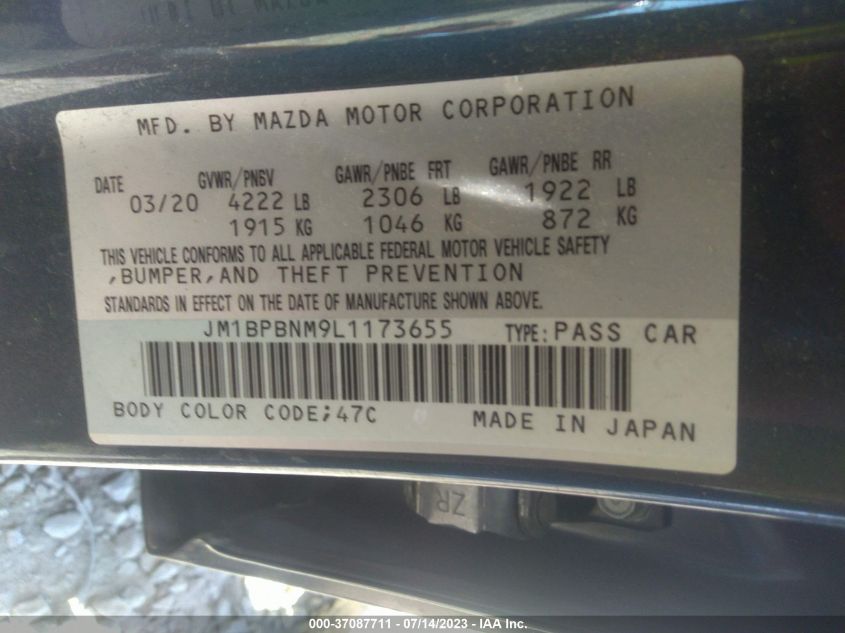 MFD. BY MAZDA MOTOR CORPORATION
DATE GVWR/PNBV GAWR/PNBE FRT GAWR/PNBE RR
03/20 4222 LB 2306 LB 1922 LB
1915 KG 1046 KG 872 KG
THIS VEHICLE CONFORMS TO ALL APPLICABLE FEDERAL MOTOR VEHICLE SAFETY
,BUMPER,AND THEFT PREVENTION
STANDARDS IN EFFECT ON THE DATE OF MANUFACTURE SHOWN ABOVE.
JM1BPBNM9L1173655 TYPE:PASS CAR
BODY COLOR CODE;47C MADE IN JAPAN
ZR
000-37087711 - 07/14/2023 - IAA Inc.